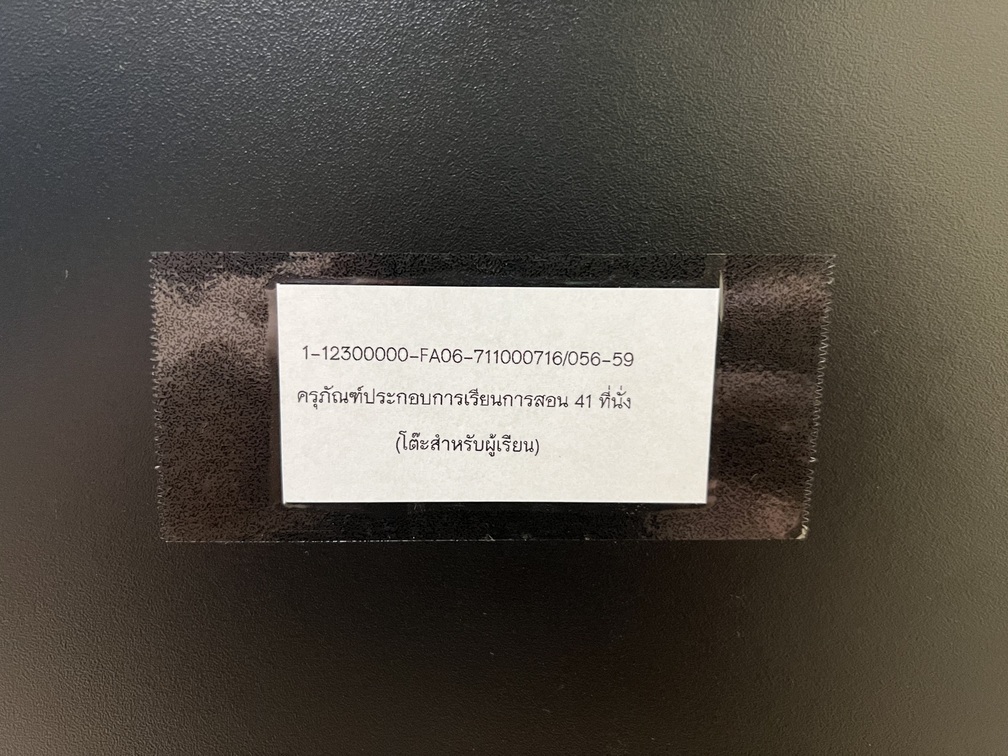 1-12300000-FA06-711000716/056-59
ครุภัณฑ์ประกอบการเรียนการสอน 41 ที่นั่ง
(โต๊ะสำหรับผู้เรียน)